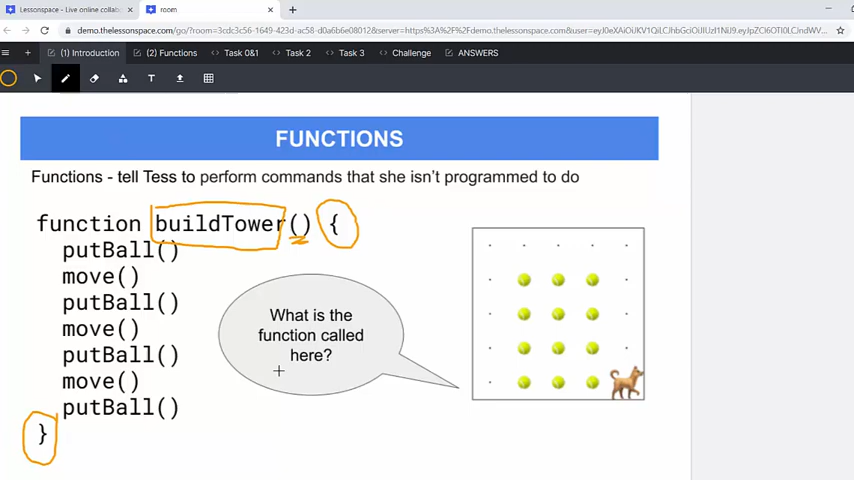 Lessonspace - Live online collab
room
demo.thelessonspace.com/go/?room=3cdc3c56-1649-423d-ac58-d0a6b6e08012&server=https%3A%2F%2Fdemo.thelessonspace.com&user=
(1) Introduction
(2) Functions
Task 0&1
Task 2
Task 3
Challenge
ANSWERS
T
FUNCTIONS
Functions - tell Tess to perform commands that she isn't programmed to do
function buildTower() {
putBall()
move()
putBall()
move()
putBall()
move()
putBall()
}
What is the
function called
here?